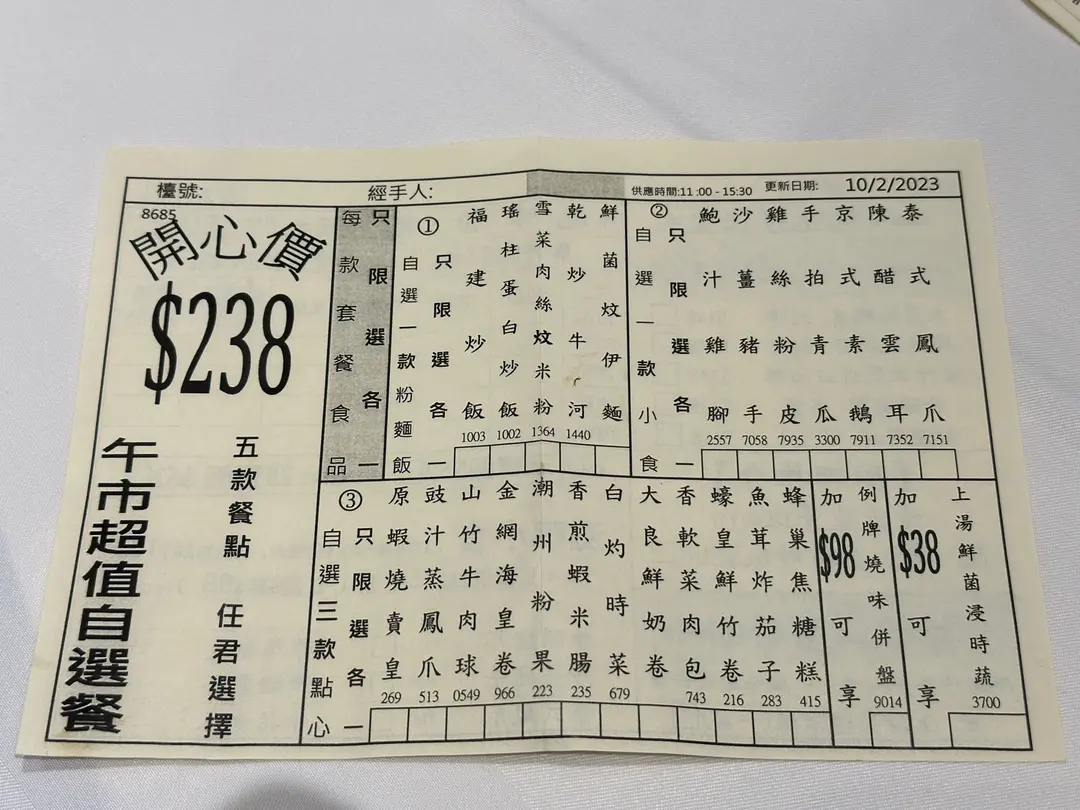 檯號:
經手人:
供應時間:11:00 - 15:30
更新日期:
10/2/2023
8685
開心價
$238
午市超值自選餐
五款餐點 任君選擇
每款套餐食品
只限選各一
①
自選一款粉麵飯
只限選各一
福建炒飯
1003
瑤柱蛋白炒飯
1002
雪菜肉絲炆米粉
1364
乾炒牛河
1440
鮮菌炆伊麵
②
自選一款小食
只限選各一
鮑汁雞腳
2557
沙薑豬手
7058
雞絲粉皮
7935
手拍青瓜
3300
京式素鵝
7911
陳醋雲耳
7352
泰式鳳爪
7151
③
自選三款點心
只限選各一
原蝦燒賣皇
269
豉汁蒸鳳爪
513
山竹牛肉球
0549
金網海皇卷
966
潮州粉果
223
香煎蝦米腸
235
白灼時菜
679
大良鮮奶卷
香軟菜肉包
743
蠔皇鮮竹卷
216
魚茸炸茄子
283
蜂巢焦糖糕
415
加$98可享
例牌燒味併盤
9014
加$38可享
上湯鮮菌浸時蔬
3700